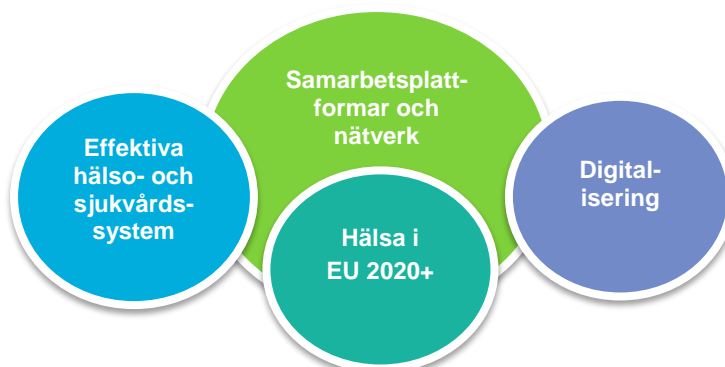 Samarbetsplatt-
formar och
nätverk
Effektiva
hälso- och
sjukvårds-
system
Digital-
isering
Hälsa i
EU 2020+